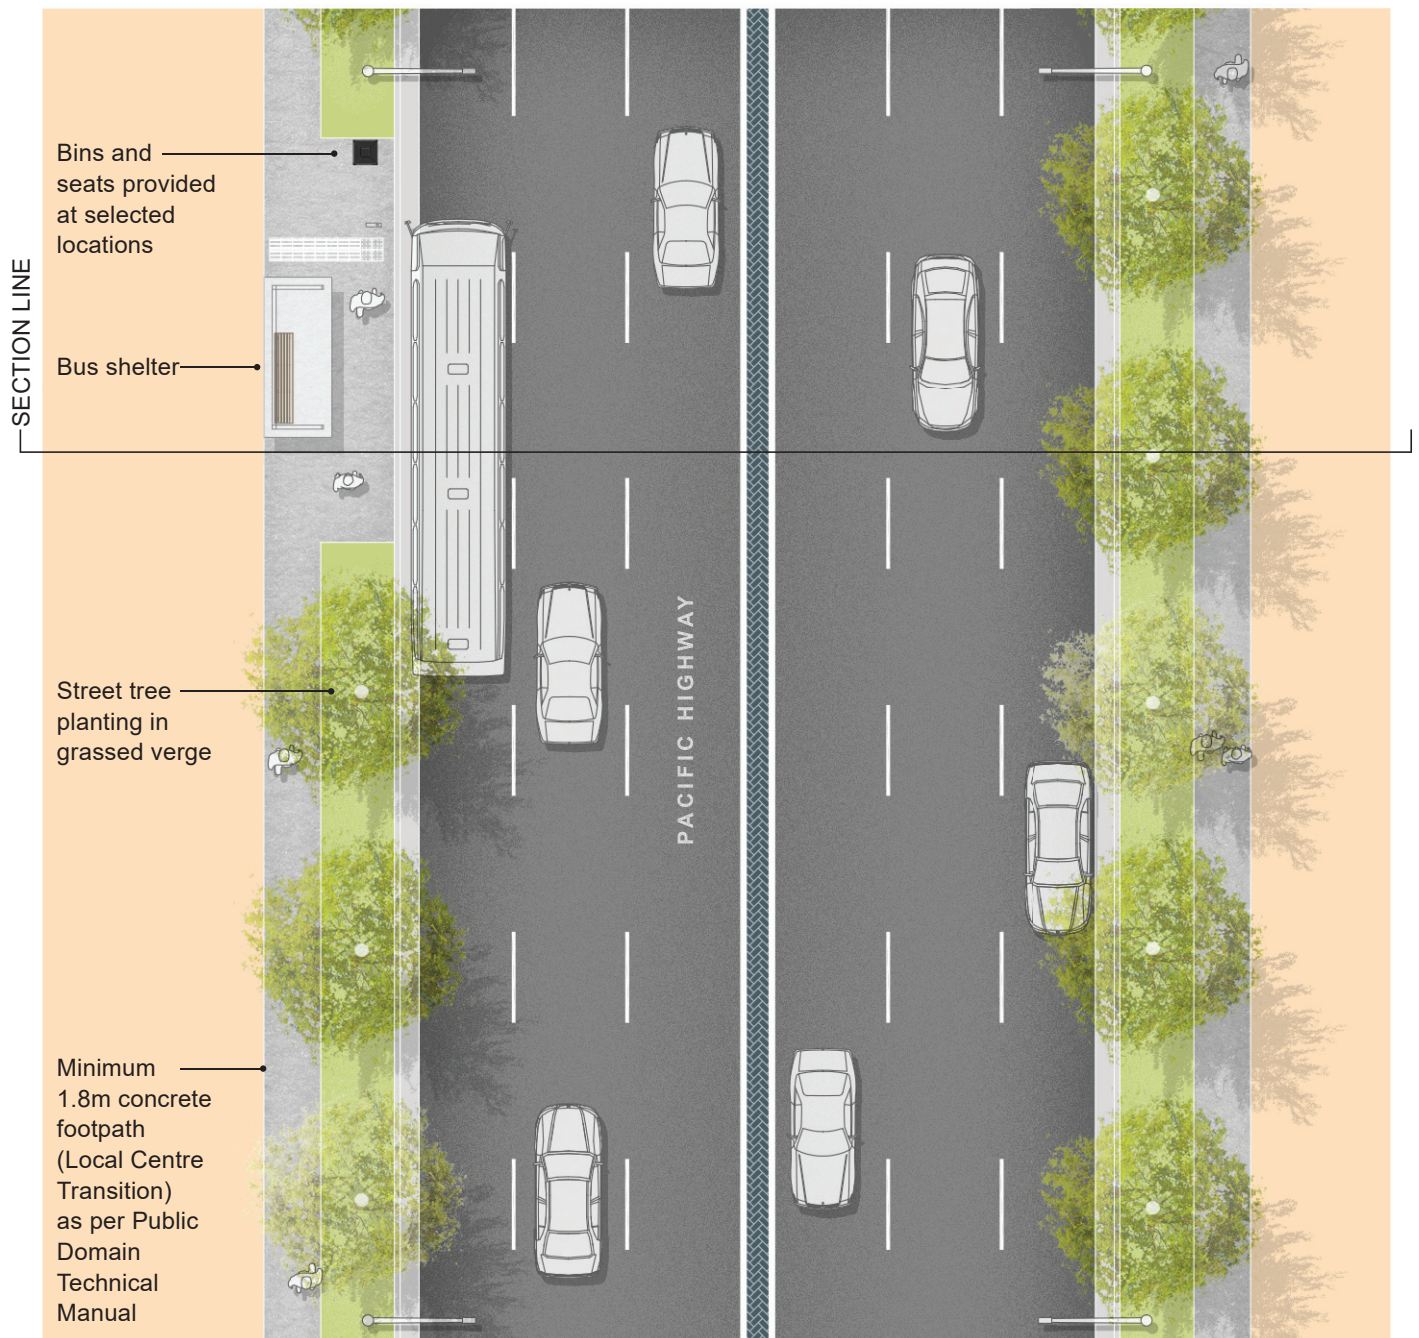 Bins and
seats provided
at selected
locations
SECTION LINE
Bus shelter
PACIFIC HIGHWAY
Street tree
planting in
grassed verge
Minimum
1.8m concrete
footpath
(Local Centre
Transition)
as per Public
Domain
Technical
Manual